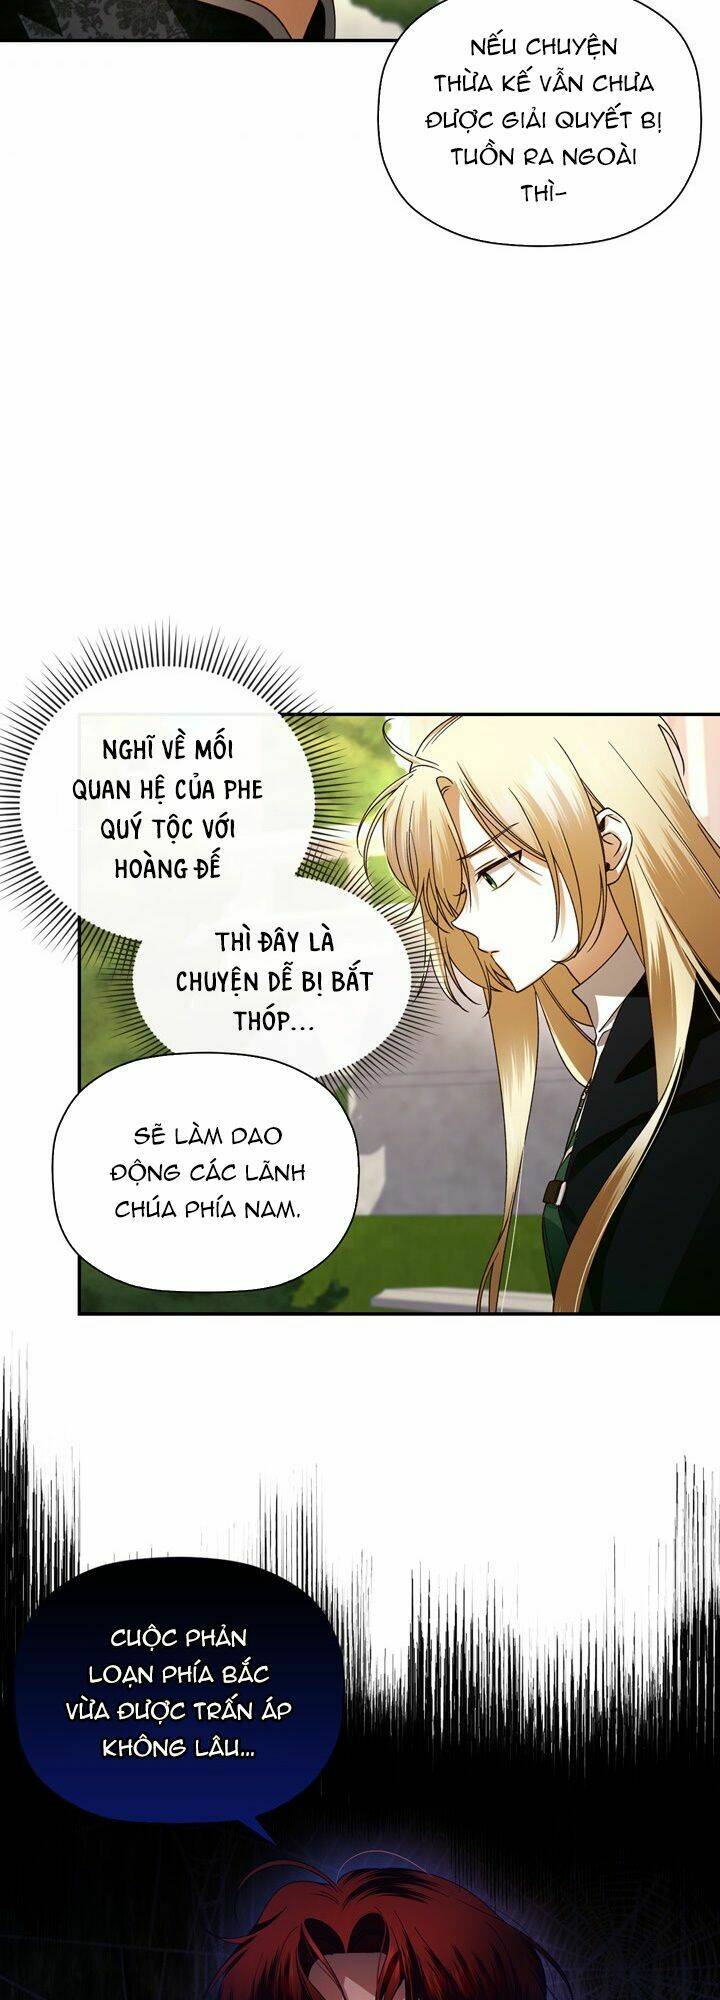 NẾU CHUYỆN
THỪA KẾ VẪN CHƯA
ĐƯỢC GIẢI QUYẾT BỊ
TUỒN RA NGOÀI
THÌ-
NGHĨ VỀ MỐI
QUAN HỆ CỦA PHE
QUÝ TỘC VỚI
HOÀNG ĐẾ
THÌ ĐÂY LÀ
CHUYỆN DỄ BỊ BẮT
THÓP...
SẼ LÀM DAO
ĐỘNG CÁC LÃNH
CHÚA PHÍA NAM.
CUỘC PHẢN
LOẠN PHÍA BẮC
VỪA ĐƯỢC TRẤN ÁP
KHÔNG LÂU...